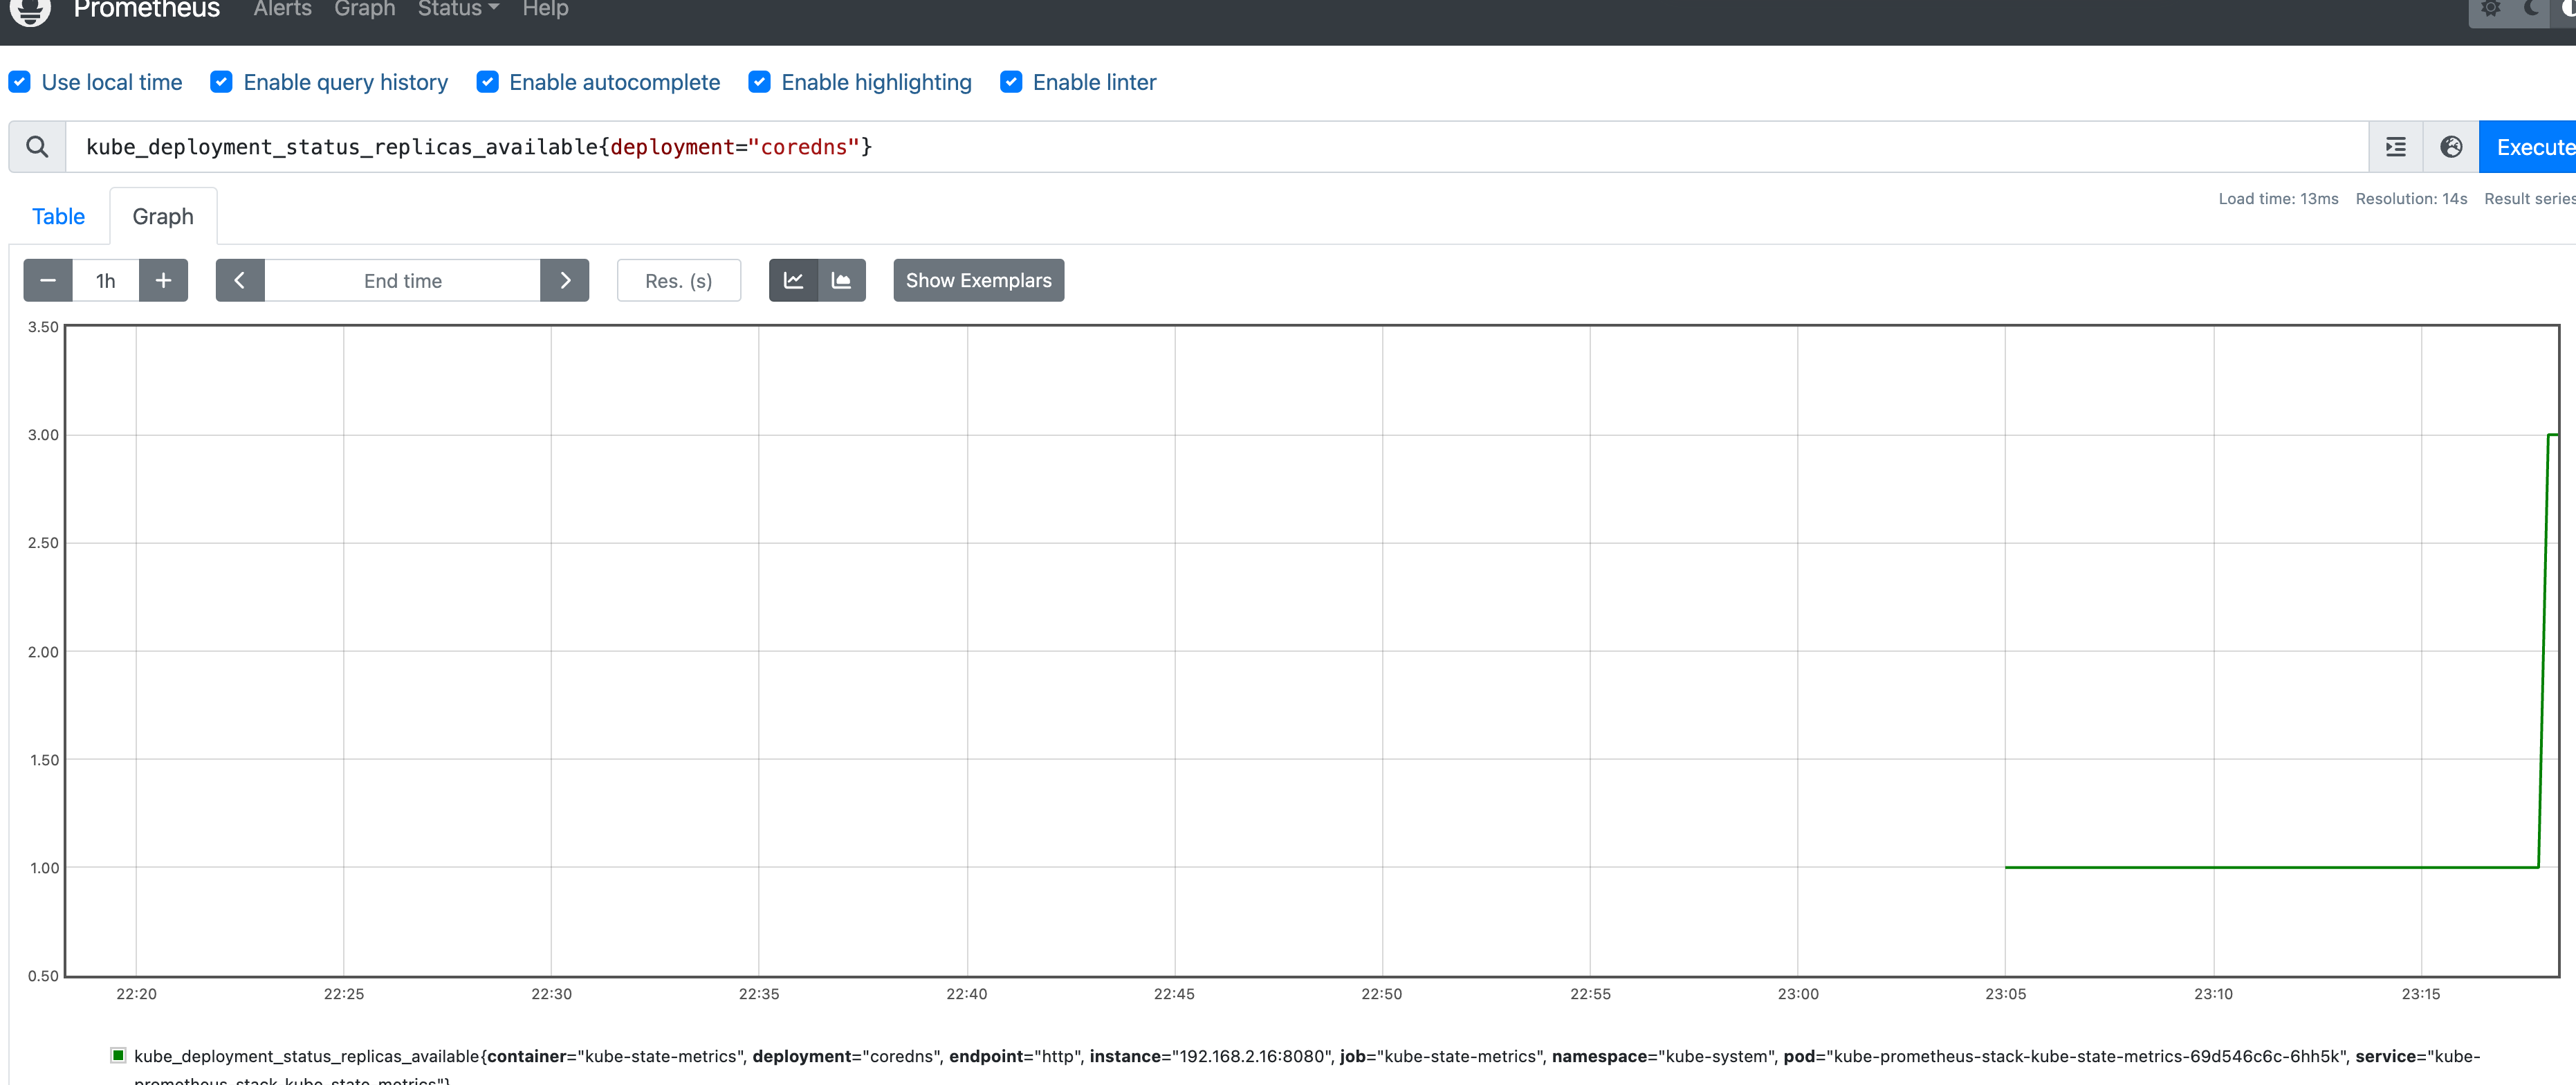 Prometheus Alerts Graph Status Help
Use local time Enable query history Enable autocomplete Enable highlighting Enable linter
kube_deployment_status_replicas_available{deployment="coredns"} Execute
Table Graph Load time: 13ms Resolution: 14s Result series
1h End time Res. (s) Show Exemplars
3.50
3.00
2.50
2.00
1.50
1.00
0.50
22:20 22:25 22:30 22:35 22:40 22:45 22:50 22:55 23:00 23:05 23:10 23:15
kube_deployment_status_replicas_available{container="kube-state-metrics", deployment="coredns", endpoint="http", instance="192.168.2.16:8080", job="kube-state-metrics", namespace="kube-system", pod="kube-prometheus-stack-kube-state-metrics-69d546c6c-6hh5k", service="kube-
prometheus-stack-kube-state-metrics"}